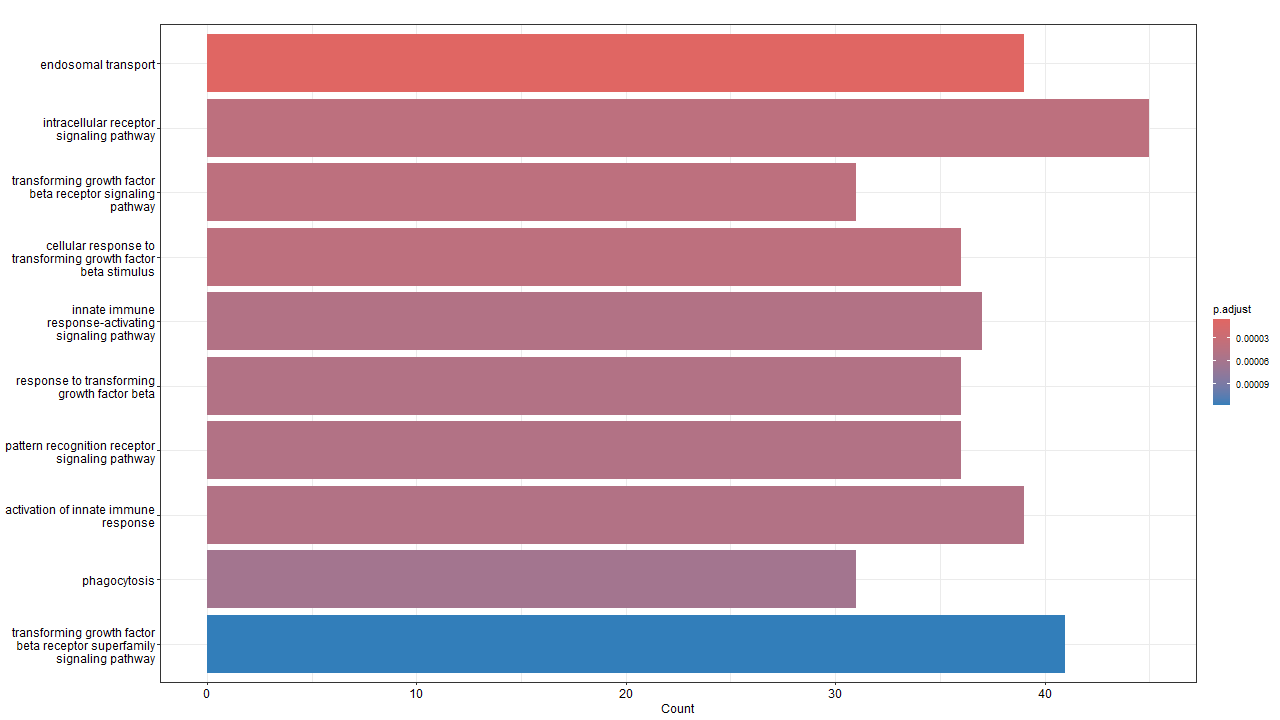 endosomal transport
intracellular receptor
signaling pathway
transforming growth factor
beta receptor signaling
pathway
cellular response to
transforming growth factor
beta stimulus
innate immune
response-activating
signaling pathway
response to transforming
growth factor beta
pattern recognition receptor
signaling pathway
activation of innate immune
response
phagocytosis
transforming growth factor
beta receptor superfamily
signaling pathway
0 10 20 30 40
Count
p.adjust
0.00003
0.00006
0.00009